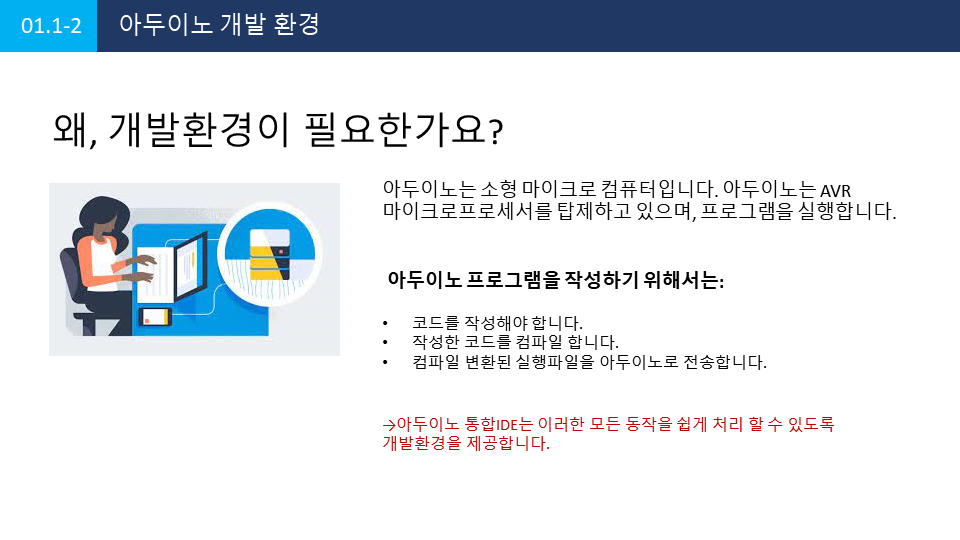 01.1-2
아두이노 개발 환경
왜, 개발환경이 필요한가요?
아두이노는 소형 마이크로 컴퓨터입니다. 아두이노는 AVR
마이크로프로세서를 탑제하고 있으며, 프로그램을 실행합니다.
아두이노 프로그램을 작성하기 위해서는:
• 코드를 작성해야 합니다.
• 작성한 코드를 컴파일 합니다.
• 컴파일 변환된 실행파일을 아두이노로 전송합니다.
→아두이노 통합IDE는 이러한 모든 동작을 쉽게 처리 할 수 있도록
개발환경을 제공합니다.